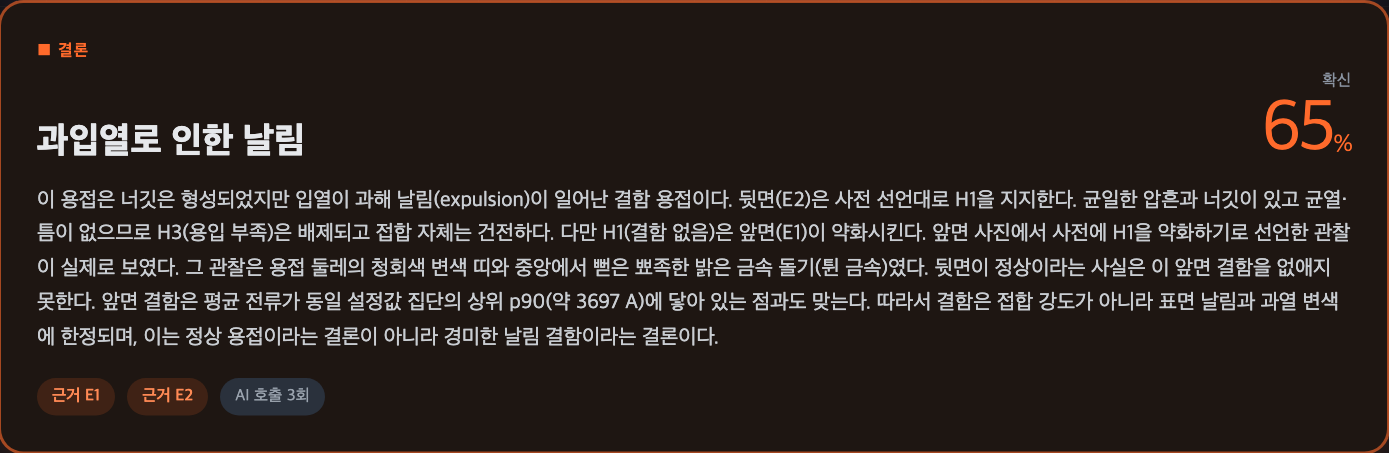 ■ 결론
확신
과입열로 인한 날림
65%
이 용접은 너깃은 형성되었지만 입열이 과해 날림(expulsion)이 일어난 결함 용접이다. 뒷면(E2)은 사전 선언대로 H1을 지지한다. 균일한 압흔과 너깃이 있고 균열·
틈이 없으므로 H3(용입 부족)은 배제되고 접합 자체는 건전하다. 다만 H1(결함 없음)은 앞면(E1)이 약화시킨다. 앞면 사진에서 사전에 H1을 약화하기로 선언한 관찰
이 실제로 보였다. 그 관찰은 용접 둘레의 청회색 변색 띠와 중앙에서 뻗은 뾰족한 밝은 금속 돌기(튄 금속)였다. 뒷면이 정상이라는 사실은 이 앞면 결함을 없애지
못한다. 앞면 결함은 평균 전류가 동일 설정값 집단의 상위 p90(약 3697 A)에 닿아 있는 점과도 맞는다. 따라서 결함은 접합 강도가 아니라 표면 날림과 과열 변색
에 한정되며, 이는 정상 용접이라는 결론이 아니라 경미한 날림 결함이라는 결론이다.
근거 E1
근거 E2
AI 호출 3회